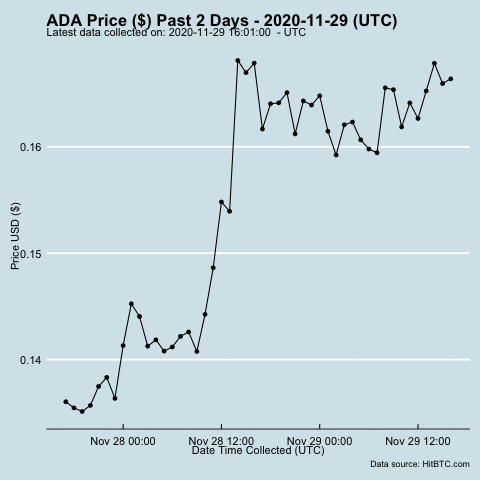 ADA Price ($) Past 2 Days - 2020-11-29 (UTC)
Latest data collected on: 2020-11-29 16:01:00 - UTC
Price USD ($)
0.16
0.15
0.14
Nov 28 00:00 Nov 28 12:00 Nov 29 00:00 Nov 29 12:00
Date Time Collected (UTC)
Data source: HitBTC.com